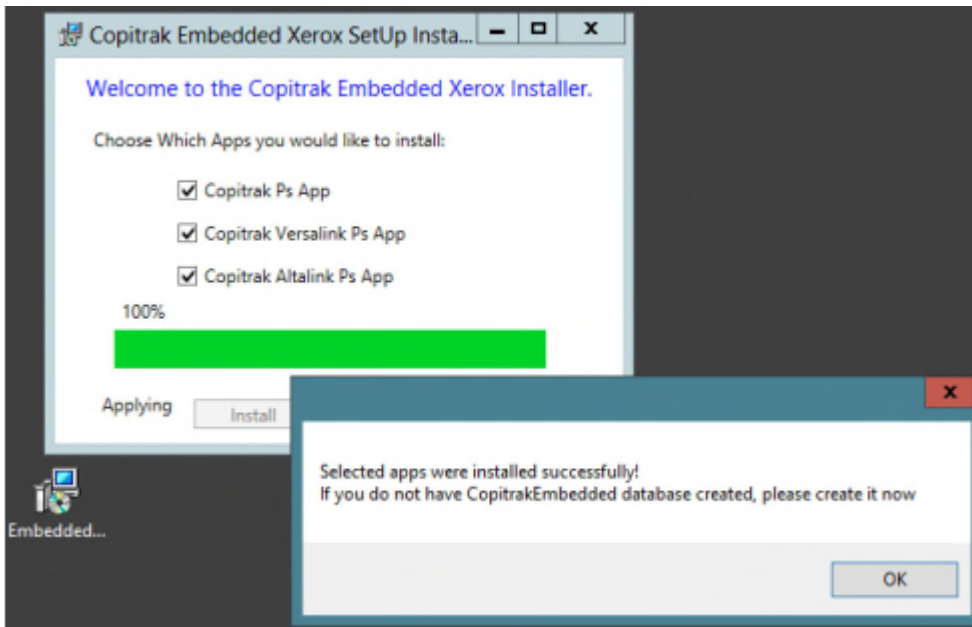 Copitrak Embedded Xerox SetUp Insta...
Welcome to the Copitrak Embedded Xerox Installer.
Choose Which Apps you would like to install:
Copitrak Ps App
Copitrak Versalink Ps App
Copitrak Altalink Ps App
100%
Applying
Install
Selected apps were installed successfully!
If you do not have CopitrakEmbedded database created, please create it now
OK
Embedded...